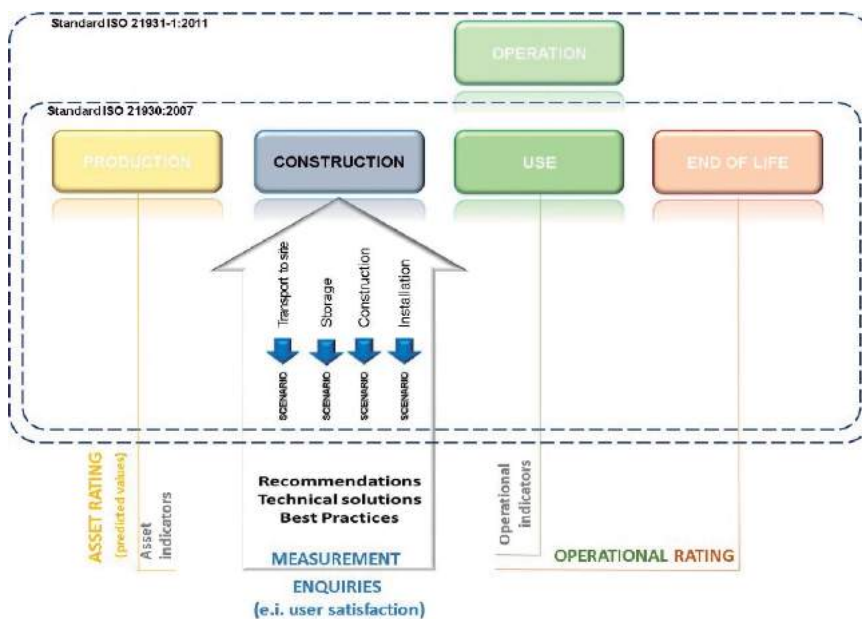 Standard ISO 21931-1:2011
OPERATION
Standard ISO 21930:2007
PRODUCTION
CONSTRUCTION
USE
END OF LIFE
Transport to site
Storage
Construction
Installation
SCENARIO
SCENARIO
SCENARIO
SCENARIO
ASSET RATING
(predicted values)
Asset
indicators
Recommendations
Technical solutions
Best Practices
MEASUREMENT
ENQUIRIES
(e.i. user satisfaction)
Operational
indicators
OPERATIONAL RATING